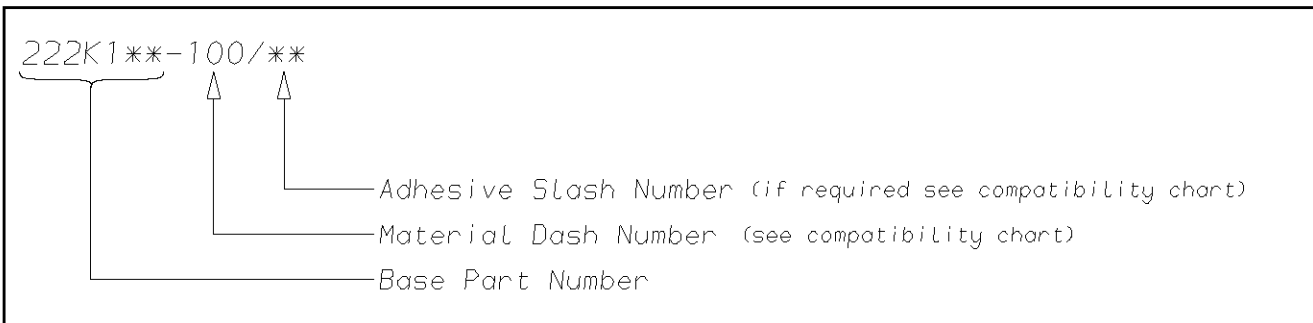 222K1**-100/**
Adhesive Slash Number (if required see compatibility chart)
Material Dash Number (see compatibility chart)
Base Part Number